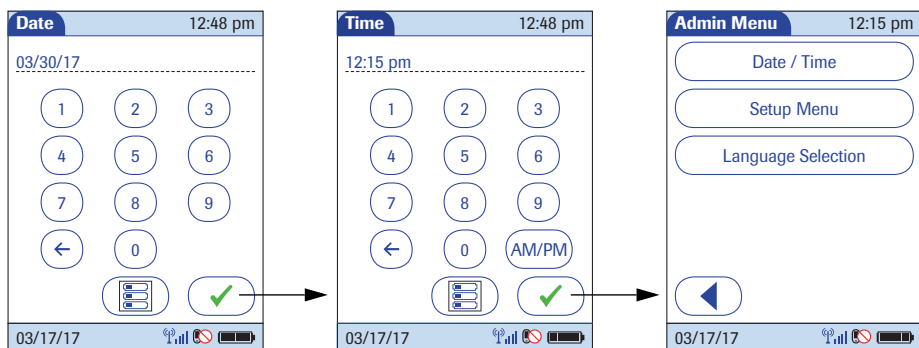 Date 12:48 pm
03/30/17
1 2 3
4 5 6
7 8 9
0
03/17/17
Time 12:48 pm
12:15 pm
1 2 3
4 5 6
7 8 9
0 AM/PM
03/17/17
Admin Menu 12:15 pm
Date / Time
Setup Menu
Language Selection
03/17/17